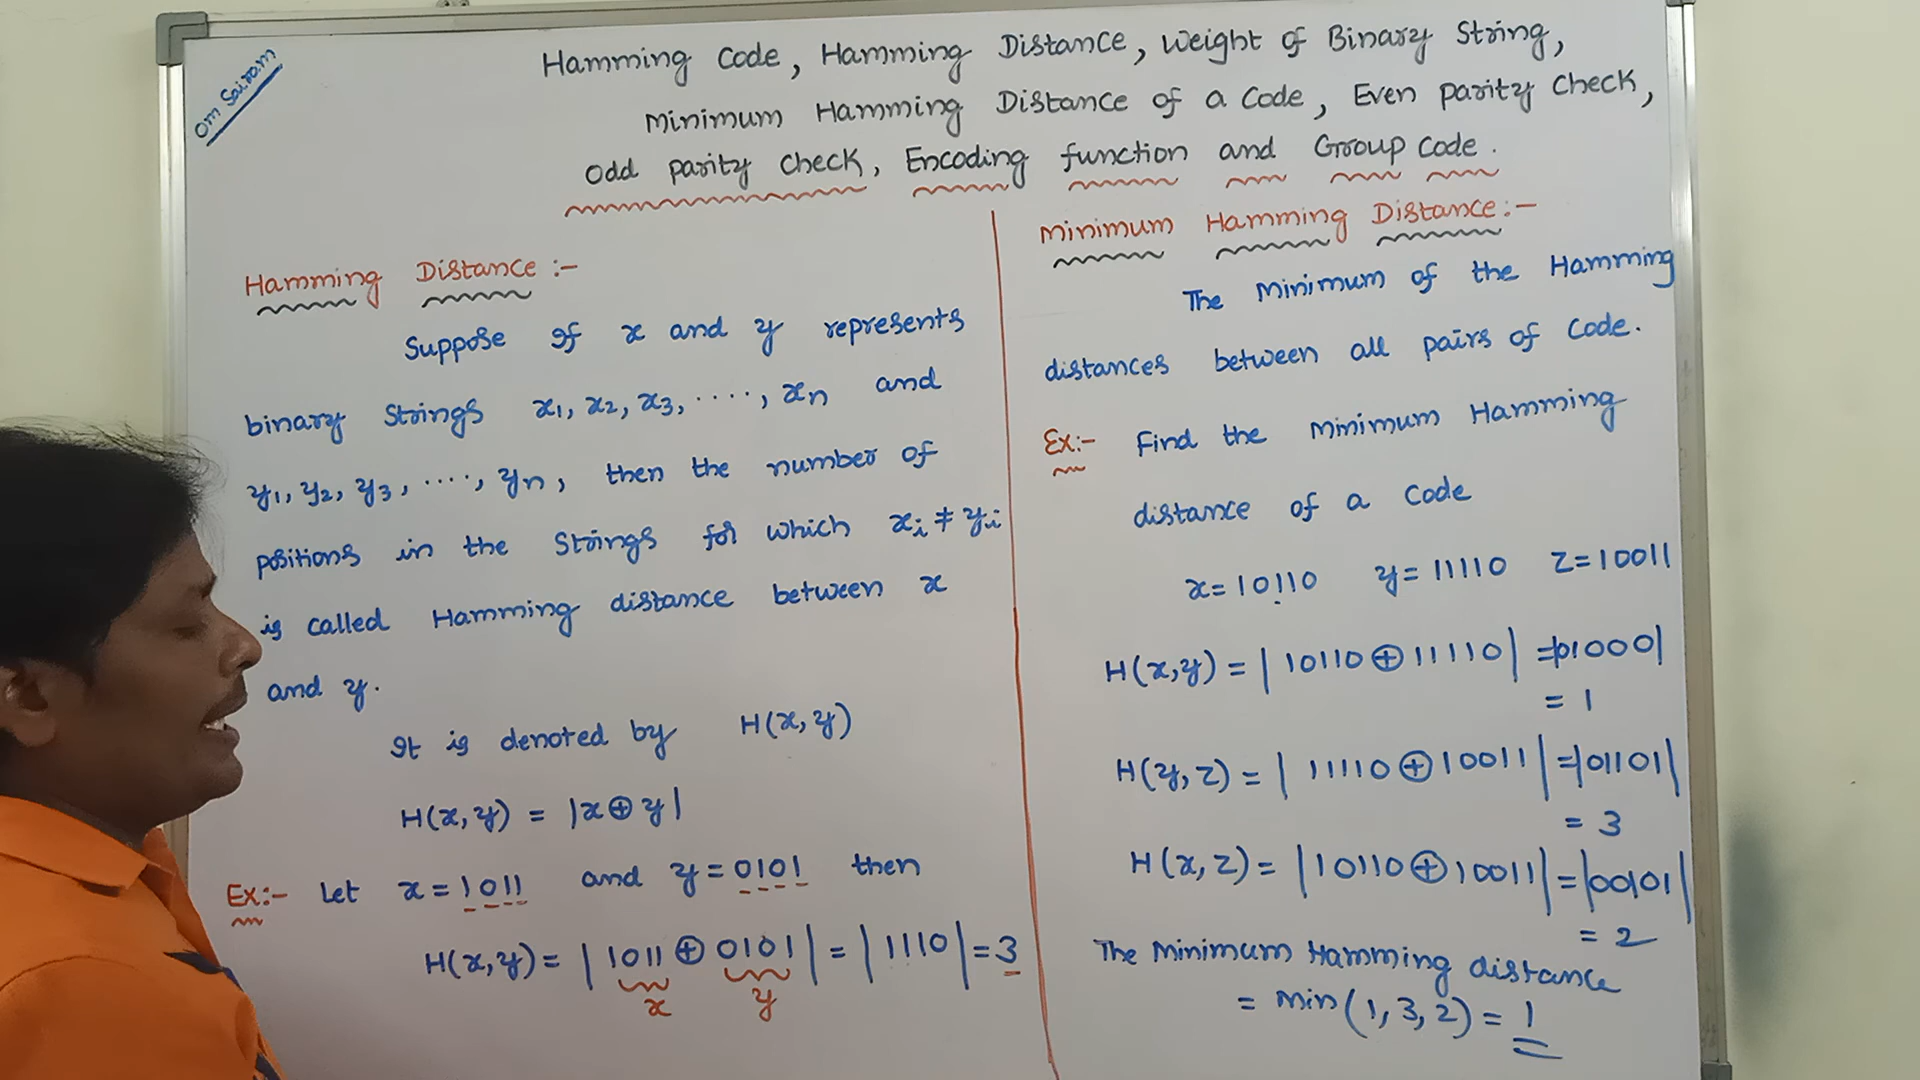 Om Sairam
Hamming Code, Hamming Distance, Weight of Binary String,
Minimum Hamming Distance of a Code, Even parity Check,
Odd parity Check, Encoding function and Group Code.
Hamming Distance :-
Suppose If x and y represents
binary Strings x1, x2, x3, ....., xn and
y1, y2, y3, ....., yn, then the number of
positions in the Strings for which xi ≠ yi
is called Hamming distance between x
and y.
It is denoted by H(x,y)
H(x,y) = |x⊕y|
Ex:- Let x = 1011 and y = 0101 then
H(x,y) = |1011 ⊕ 0101| = |1110| = 3
x y
Minimum Hamming Distance:-
The Minimum of the Hamming
distances between all pairs of Code.
Ex:- Find the Minimum Hamming
distance of a Code
x = 10110 y = 11110 z = 10011
H(x,y) = |10110 ⊕ 11110| = |01000|
= 1
H(y,z) = |11110 ⊕ 10011| = |01101|
= 3
H(x,z) = |10110 ⊕ 10011| = |00101|
= 2
The Minimum Hamming distance
= Min(1,3,2) = 1